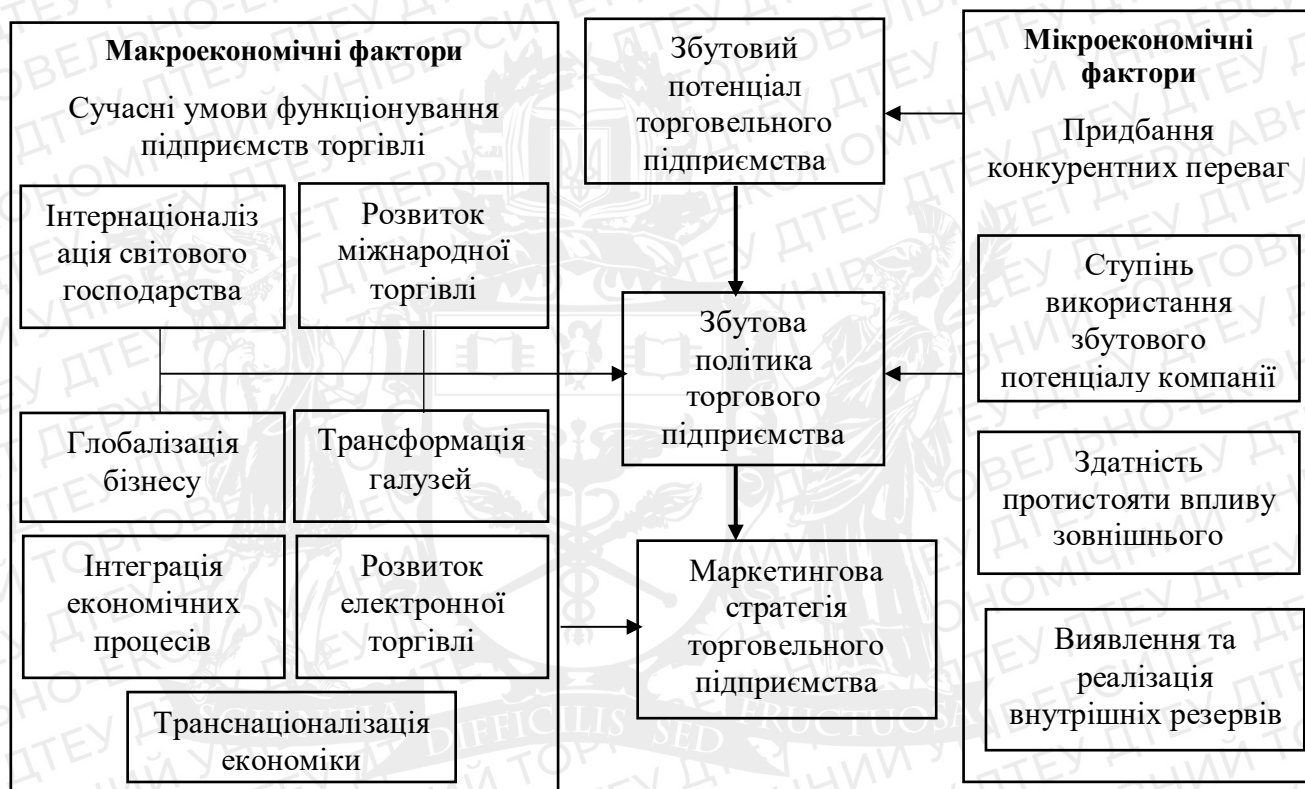 Макроекономічні фактори
Сучасні умови функціонування
підприємств торгівлі
Інтернаціоналіз
ація світового
господарства
Розвиток
міжнародної
торгівлі
Глобалізація
бізнесу
Трансформація
галузей
Інтеграція
економічних
процесів
Розвиток
електронної
торгівлі
Транснаціоналізація
економіки
Збутовий
потенціал
торговельного
підприємства
Збутова
політика
торгового
підприємства
Маркетингова
стратегія
торговельного
підприємства
Мікроекономічні
фактори
Придбання
конкурентних переваг
Ступінь
використання
збутового
потенціалу компанії
Здатність
протистояти впливу
зовнішнього
Виявлення та
реалізація
внутрішніх резервів
DIFFICILIS SED FRUCTUOSA